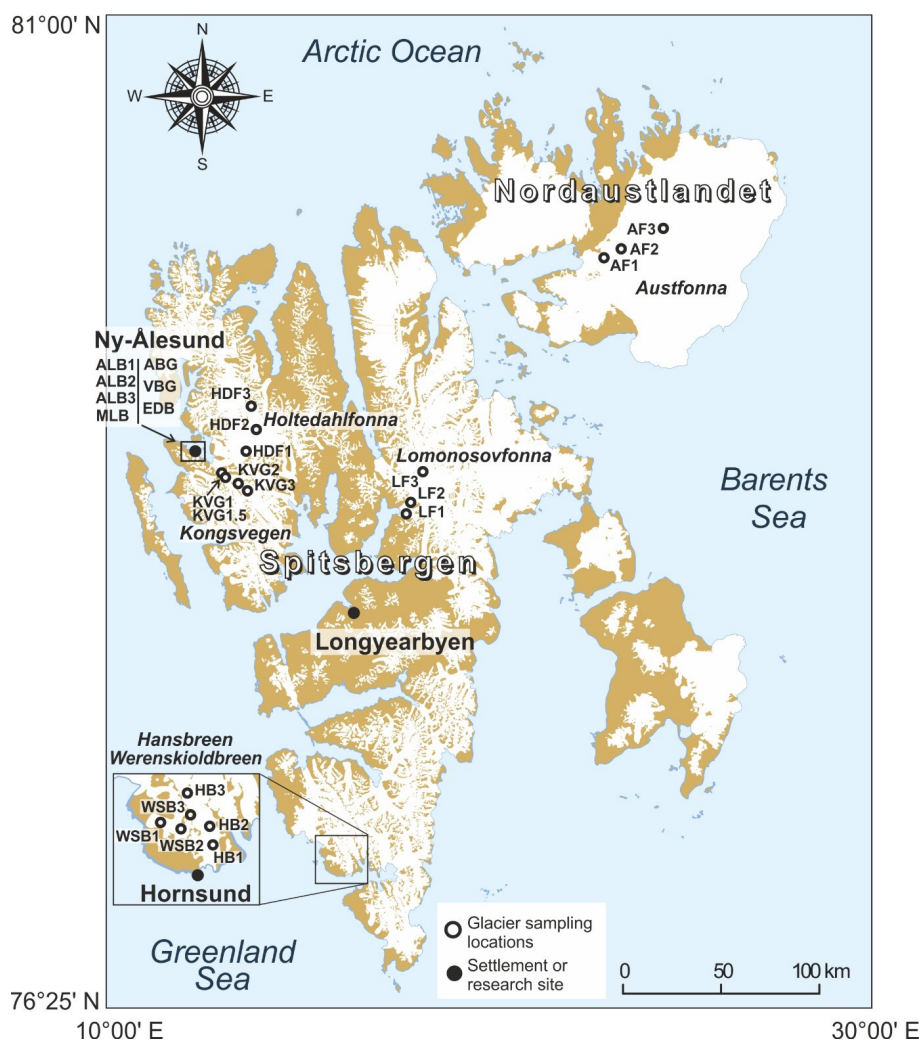 81°00' N
Arctic Ocean
N
W
E
S
Nordaustlandet
AF3
AF2
AF1
Austfonna
Ny-Ålesund
ALB1
ALB2
ALB3
MLB
ABG
VBG
EDB
HDF3
HDF2
Holtedahlfonna
HDF1
KVG2
KVG3
KVG1
KVG1.5
Kongsvegen
Lomonosovfonna
LF3
LF2
LF1
Barents
Sea
Spitsbergen
Longyearbyen
Hansbreen
Werenskioldbreen
HB3
WSB3
WSB1
WSB2
HB2
HB1
Hornsund
Greenland
Sea
Glacier sampling
locations
Settlement or
research site
0 50 100 km
76°25' N
10°00' E
30°00' E